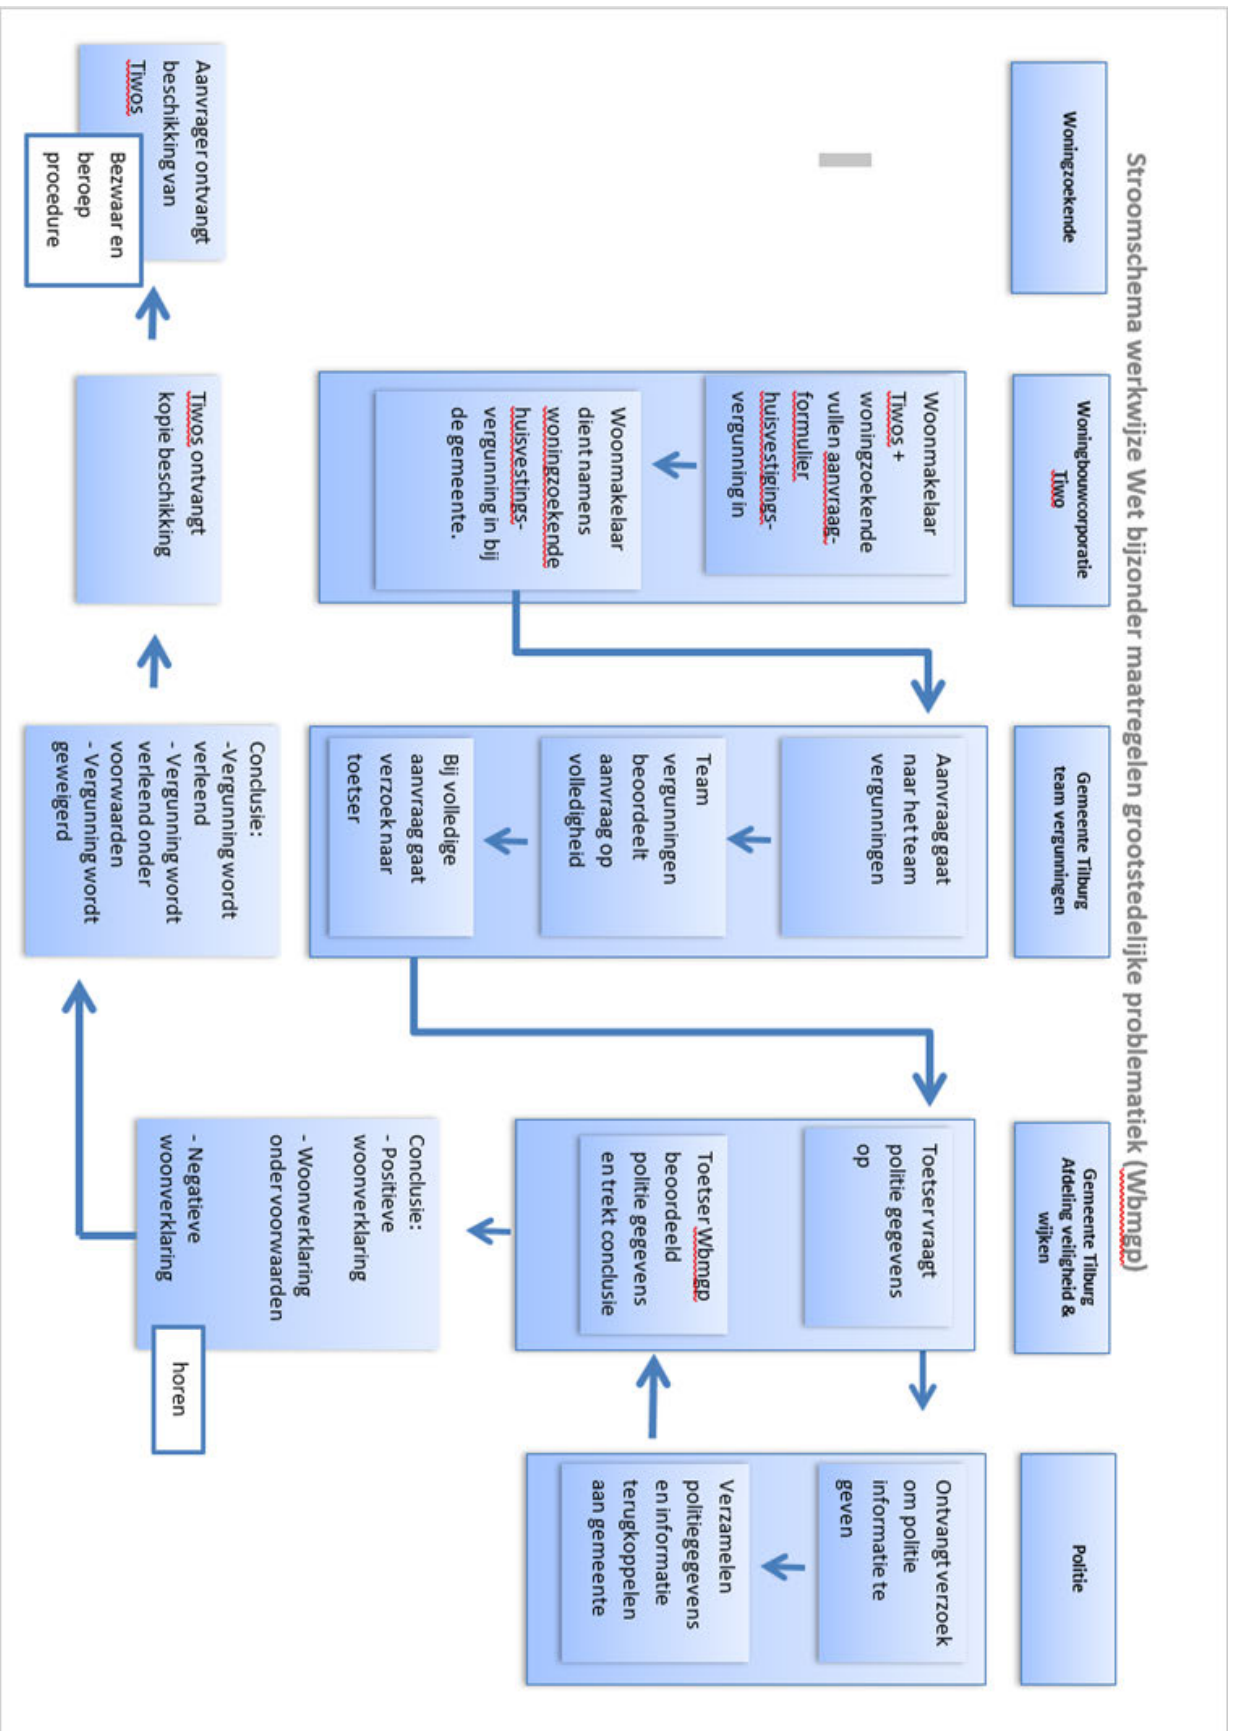 Stroomschema werkwijze Wet bijzonder maatregelen grootstedelijke problematiek (Wbmgp)
Woningzoekende
Woningbouwcorporatie
Tiwo
Gemeente Tilburg
team vergunningen
Gemeente Tilburg
Afdeling veiligheid &
wijken
Politie
Woonmakelaar
Tiwos +
woningzoekende
vullen aanvraag-
formulier
huisvestigings-
vergunning in
Woonmakelaar
dient namens
woningzoekende
huisvestings-
vergunning in bij
de gemeente.
Aanvraag gaat
naar het team
vergunningen
Team
vergunningen
beoordeelt
aanvraag op
volledigheid
Bij volledige
aanvraag gaat
verzoek naar
toetser
Toetser vraagt
politie gegevens
op
Ontvangt verzoek
om politie
informatie te
geven
Verzamelen
politiegegevens
en informatie
terugkoppelen
aan gemeente
Toetser Wbmgp
beoordeeld
politie gegevens
en trekt conclusie
Conclusie:
- Positieve
woonverklaring
- Woonverklaring
onder voorwaarden
- Negatieve
woonverklaring
horen
Conclusie:
-Vergunning wordt
verleend
- Vergunning wordt
verleend onder
voorwaarden
- Vergunning wordt
geweigerd
Tiwos ontvangt
kopie beschikking
Aanvrager ontvangt
beschikking van
Tiwos
Bezwaar en
beroep
procedure